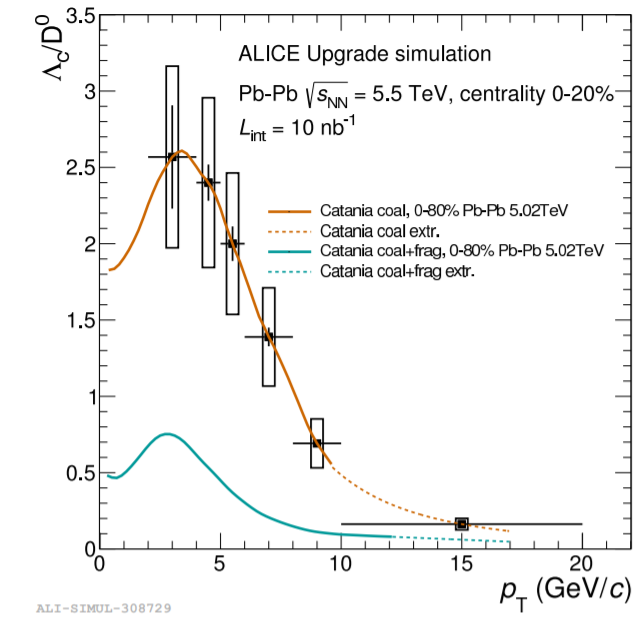 Λc/D⁰
3.5
3
2.5
2
1.5
1
0.5
0
ALICE Upgrade simulation
Pb-Pb √sNN = 5.5 TeV, centrality 0-20%
Lint = 10 nb⁻¹
Catania coal, 0-80% Pb-Pb 5.02TeV
Catania coal extr.
Catania coal+frag, 0-80% Pb-Pb 5.02TeV
Catania coal+frag extr.
0 5 10 15 20
pT (GeV/c)
ALI-SIMUL-308729